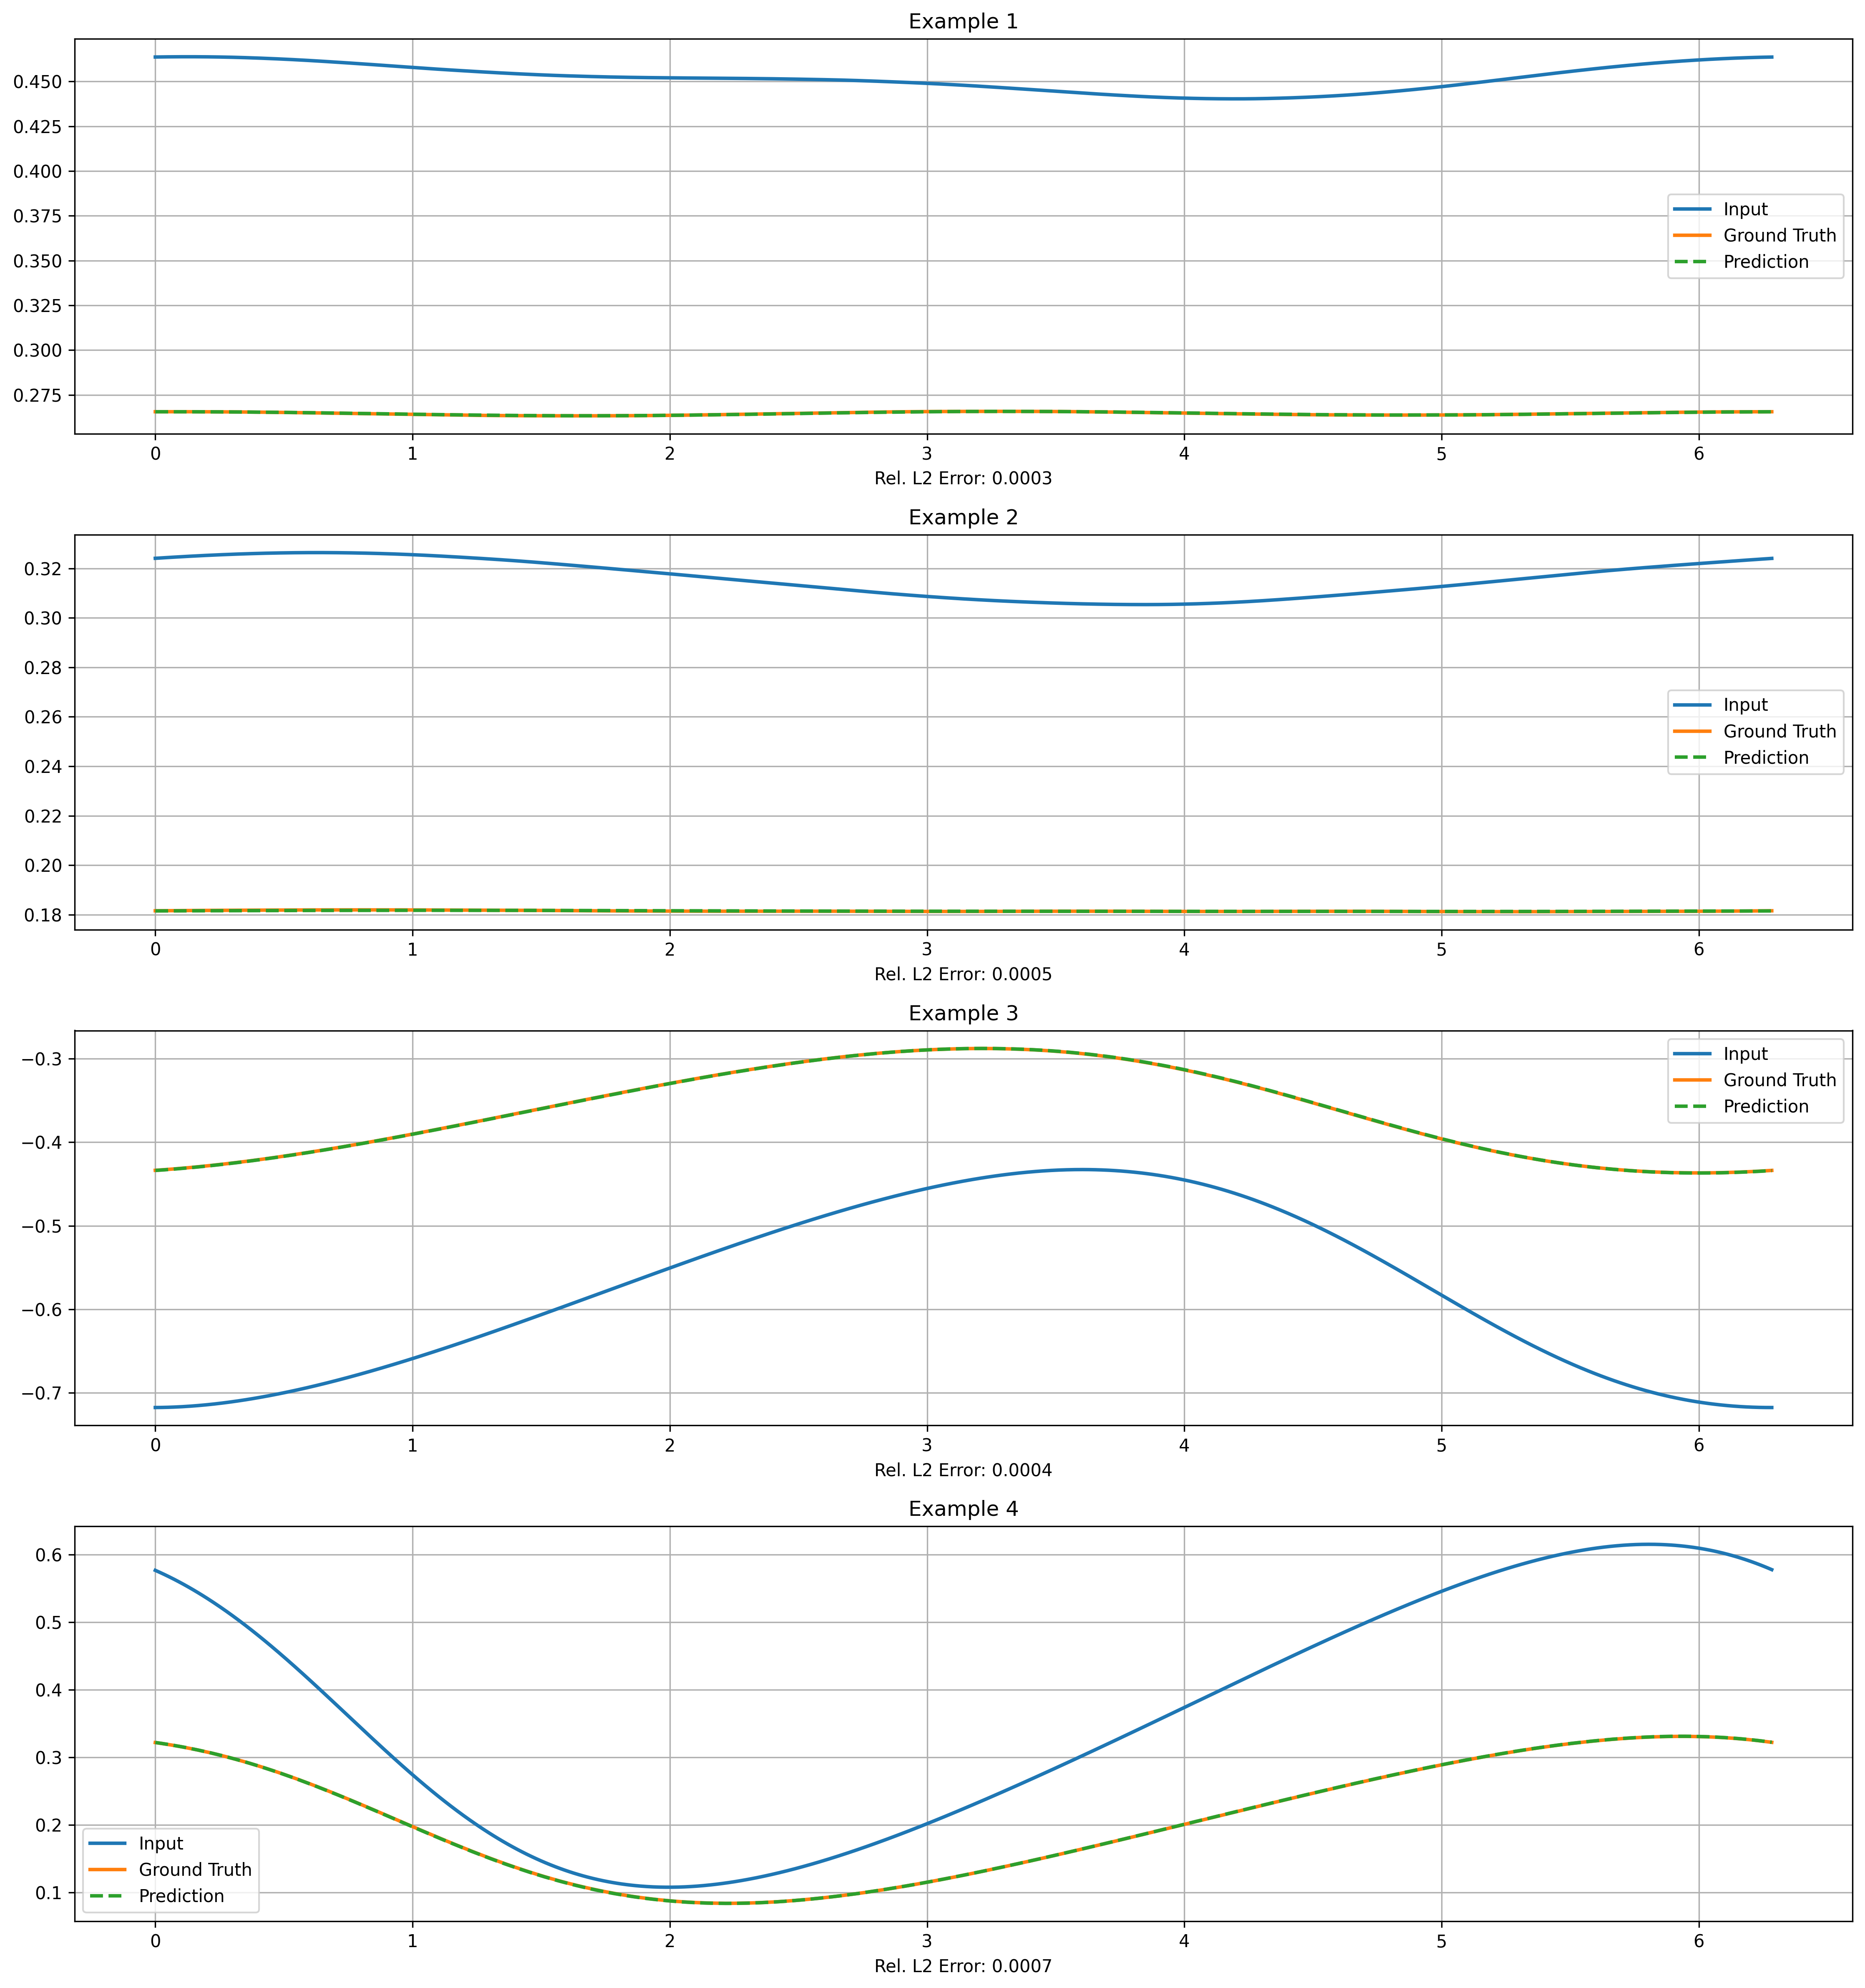 Example 1
0.450
0.425
0.400
0.375
0.350
0.325
0.300
0.275
Input
Ground Truth
Prediction
0 1 2 3 4 5 6
Rel. L2 Error: 0.0003
Example 2
0.32
0.30
0.28
0.26
0.24
0.22
0.20
0.18
Input
Ground Truth
Prediction
0 1 2 3 4 5 6
Rel. L2 Error: 0.0005
Example 3
−0.3
−0.4
−0.5
−0.6
−0.7
Input
Ground Truth
Prediction
0 1 2 3 4 5 6
Rel. L2 Error: 0.0004
Example 4
0.6
0.5
0.4
0.3
0.2
0.1
Input
Ground Truth
Prediction
0 1 2 3 4 5 6
Rel. L2 Error: 0.0007